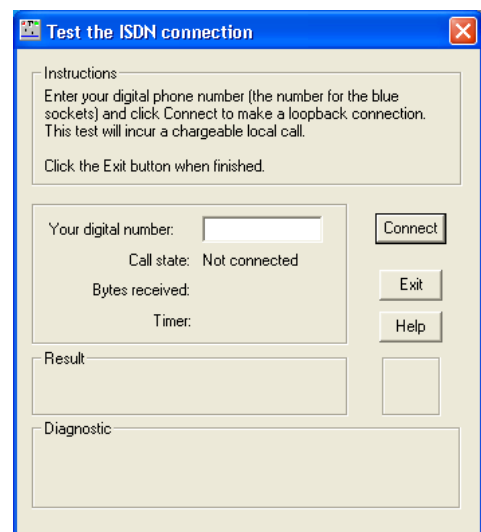 Test the ISDN connection
Instructions
Enter your digital phone number (the number for the blue
sockets) and click Connect to make a loopback connection.
This test will incur a chargeable local call.
Click the Exit button when finished.
Your digital number:
Connect
Call state: Not connected
Bytes received:
Exit
Timer:
Help
Result
Diagnostic